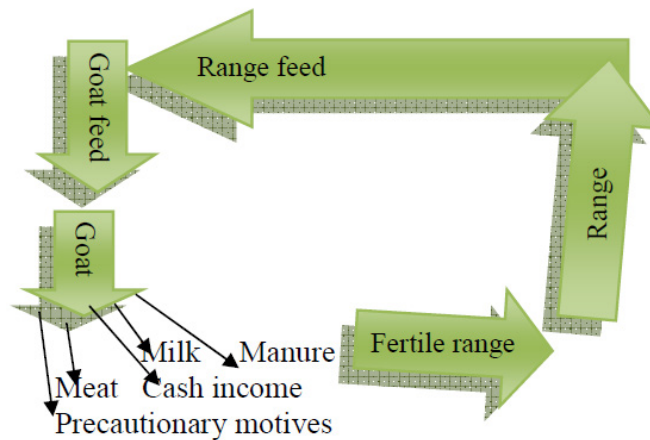 Range feed
Goat feed
Goat
Range
Fertile range
Milk
Manure
Meat
Cash income
Precautionary motives